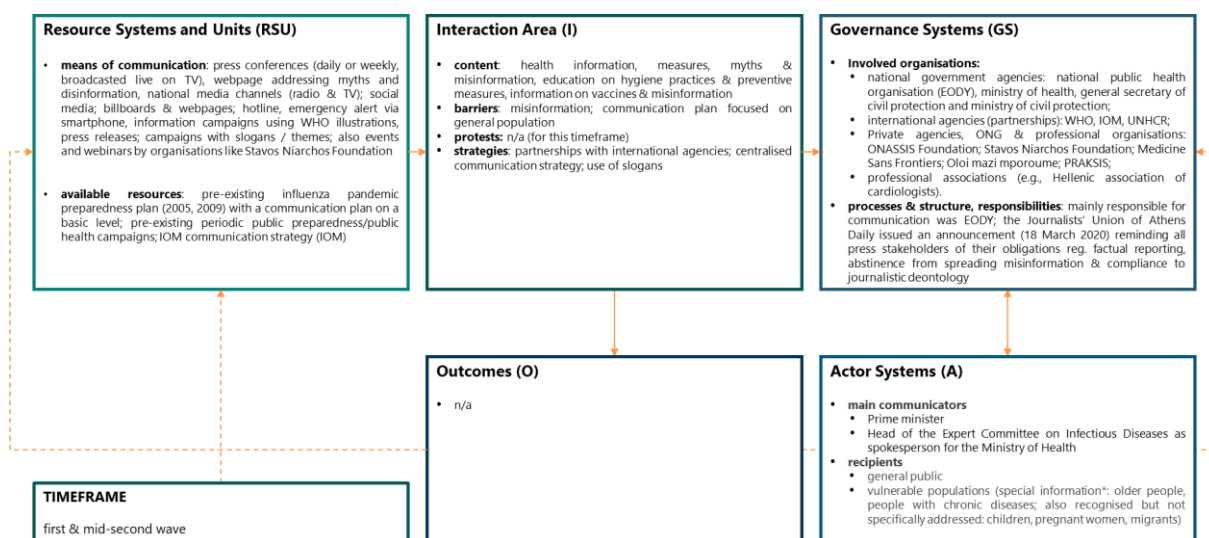 Resource Systems and Units (RSU)
• means of communication: press conferences (daily or weekly,
broadcasted live on TV), webpage addressing myths and
disinformation, national media channels (radio & TV); social
media; billboards & webpages; hotline, emergency alert via
smartphone, information campaigns using WHO illustrations,
press releases; campaigns with slogans / themes; also events
and webinars by organisations like Stavos Niarchos Foundation
• available resources: pre-existing influenza pandemic
preparedness plan (2005, 2009) with a communication plan on a
basic level; pre-existing periodic public preparedness/public
health campaigns; IOM communication strategy (IOM)
Interaction Area (I)
• content: health information, measures, myths &
misinformation, education on hygiene practices & preventive
measures, information on vaccines & misinformation
• barriers: misinformation; communication plan focused on
general population
• protests: n/a (for this timeframe)
• strategies: partnerships with international agencies; centralised
communication strategy; use of slogans
Governance Systems (GS)
• Involved organisations:
• national government agencies: national public health
organisation (EODY), ministry of health, general secretary of
civil protection and ministry of civil protection;
• international agencies (partnerships): WHO, IOM, UNHCR;
• Private agencies, ONG & professional organisations:
ONASSIS Foundation; Stavos Niarchos Foundation; Medicine
Sans Frontiers; Oloi mazi mporoume; PRAKSIS;
• professional associations (e.g., Hellenic association of
cardiologists).
• processes & structure, responsibilities: mainly responsible for
communication was EODY; the Journalists' Union of Athens
Daily issued an announcement (18 March 2020) reminding all
press stakeholders of their obligations reg. factual reporting,
abstinence from spreading misinformation & compliance to
journalistic deontology
Outcomes (O)
• n/a
Actor Systems (A)
• main communicators
• Prime minister
• Head of the Expert Committee on Infectious Diseases as
spokesperson for the Ministry of Health
• recipients
• general public
• vulnerable populations (special information*: older people,
people with chronic diseases; also recognised but not
specifically addressed: children, pregnant women, migrants)
TIMEFRAME
first & mid-second wave